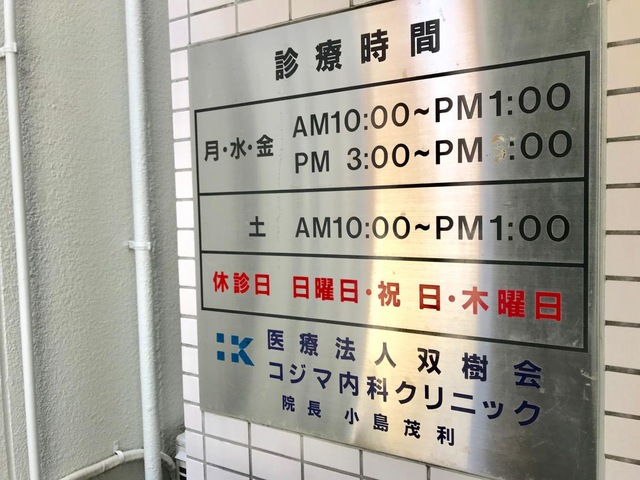 診療時間
月・水・金 AM10:00~PM1:00
PM 3:00~PM :00
土 AM10:00~PM1:00
休診日 日曜日・祝日・木曜日
医療法人双樹会
コジマ内科クリニック
院長 小島茂利